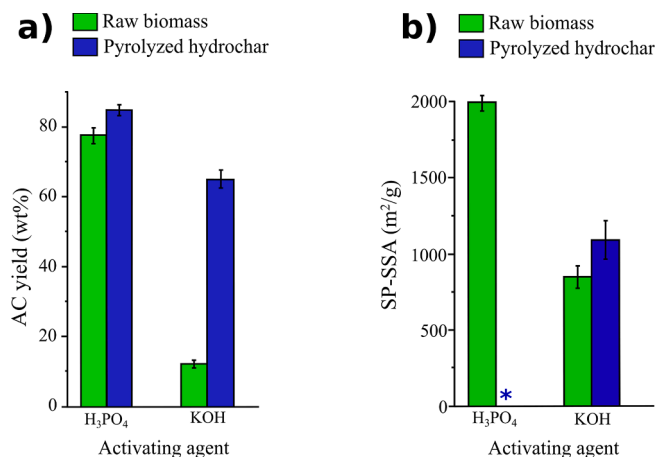 a)
Raw biomass
Pyrolyzed hydrochar
AC yield (wt%)
80
60
40
20
0
H₃PO₄
KOH
Activating agent
b)
Raw biomass
Pyrolyzed hydrochar
SP-SSA (m²/g)
2000
1500
1000
500
0
*
H₃PO₄
KOH
Activating agent